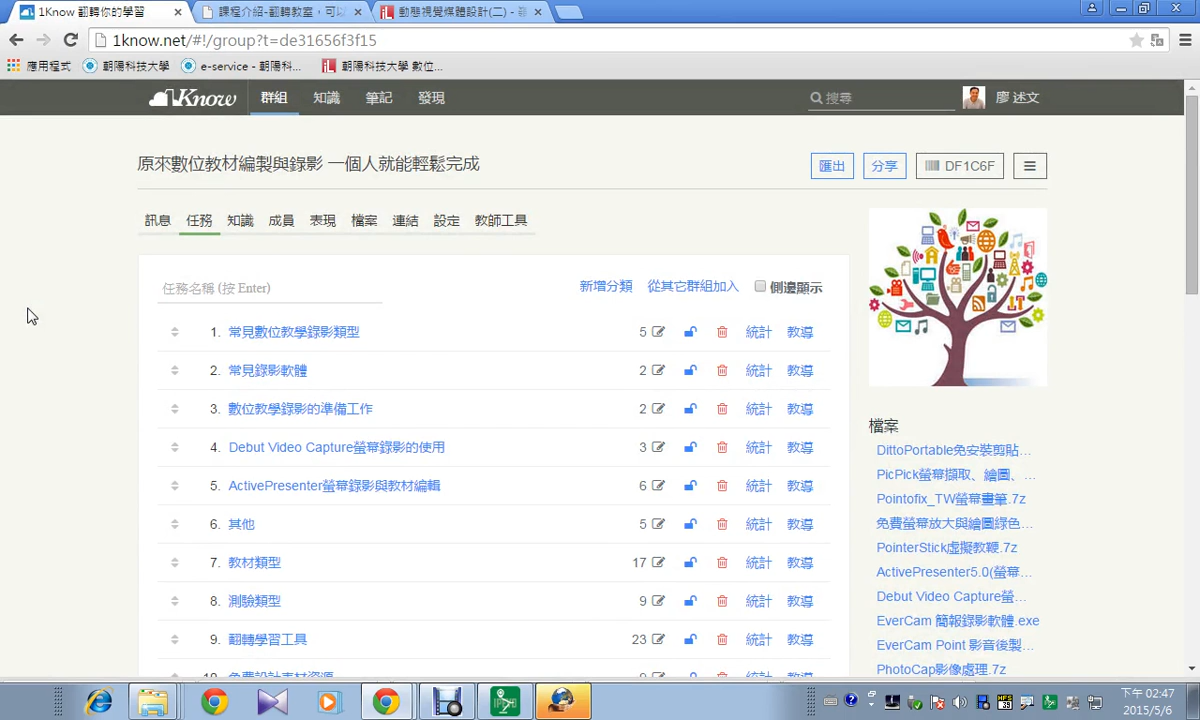 1Know 翻轉你的學習
課程介紹-翻轉教室，可以
動態視覺媒體設計(二) -
1know.net/#!/group?t=de31656f3f15
應用程式 朝陽科技大學 e-service - 朝陽科... 朝陽科技大學 數位...
1Know 群組 知識 筆記 發現 搜尋 廖 述文
原來數位教材編製與錄影 一個人就能輕鬆完成
匯出 分享 DF1C6F
訊息 任務 知識 成員 表現 檔案 連結 設定 教師工具
任務名稱 (按 Enter) 新增分類 從其它群組加入 側邊顯示
1. 常見數位教學錄影類型 5 統計 教導
2. 常見錄影軟體 2 統計 教導
3. 數位教學錄影的準備工作 2 統計 教導
4. Debut Video Capture螢幕錄影的使用 3 統計 教導
5. ActivePresenter螢幕錄影與教材編輯 6 統計 教導
6. 其他 5 統計 教導
7. 教材類型 17 統計 教導
8. 測驗類型 9 統計 教導
9. 翻轉學習工具 23 統計 教導
檔案
DittoPortable免安裝剪貼...
PicPick螢幕擷取、繪圖、...
Pointofix_TW螢幕畫筆.7z
免費螢幕放大與繪圖綠色...
PointerStick虛擬教鞭.7z
ActivePresenter5.0(螢幕...
Debut Video Capture螢...
EverCam 簡報錄影軟體.exe
EverCam Point 影音後製...
PhotoCap影像處理.7z
下午 02:47
2015/5/6